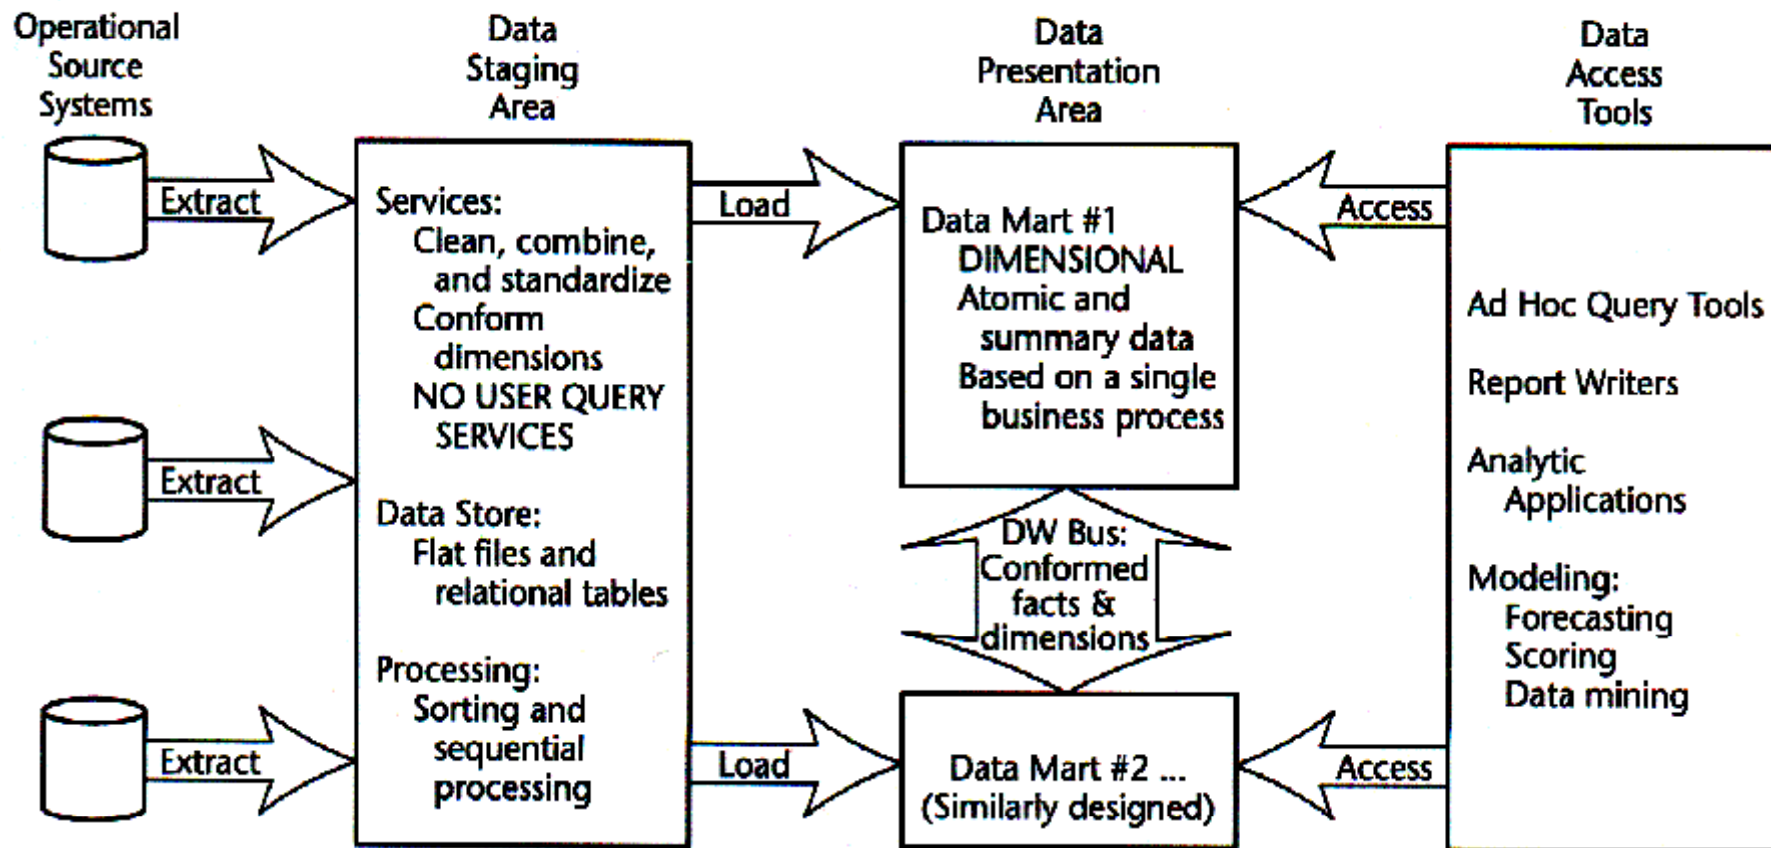 Operational
Source
Systems
Data
Staging
Area
Data
Presentation
Area
Data
Access
Tools
Extract
Extract
Extract
Services:
Clean, combine,
and standardize
Conform
dimensions
NO USER QUERY
SERVICES
Data Store:
Flat files and
relational tables
Processing:
Sorting and
sequential
processing
Load
Load
Data Mart #1
DIMENSIONAL
Atomic and
summary data
Based on a single
business process
DW Bus:
Conformed
facts &
dimensions
Data Mart #2 ...
(Similarly designed)
Access
Access
Ad Hoc Query Tools
Report Writers
Analytic
Applications
Modeling:
Forecasting
Scoring
Data mining